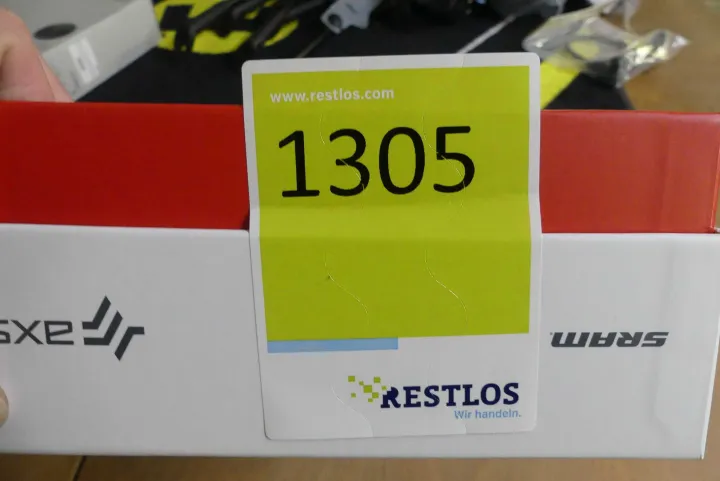 www.restlos.com
1305
axs
SRAM
RESTLOS
Wir handeln.